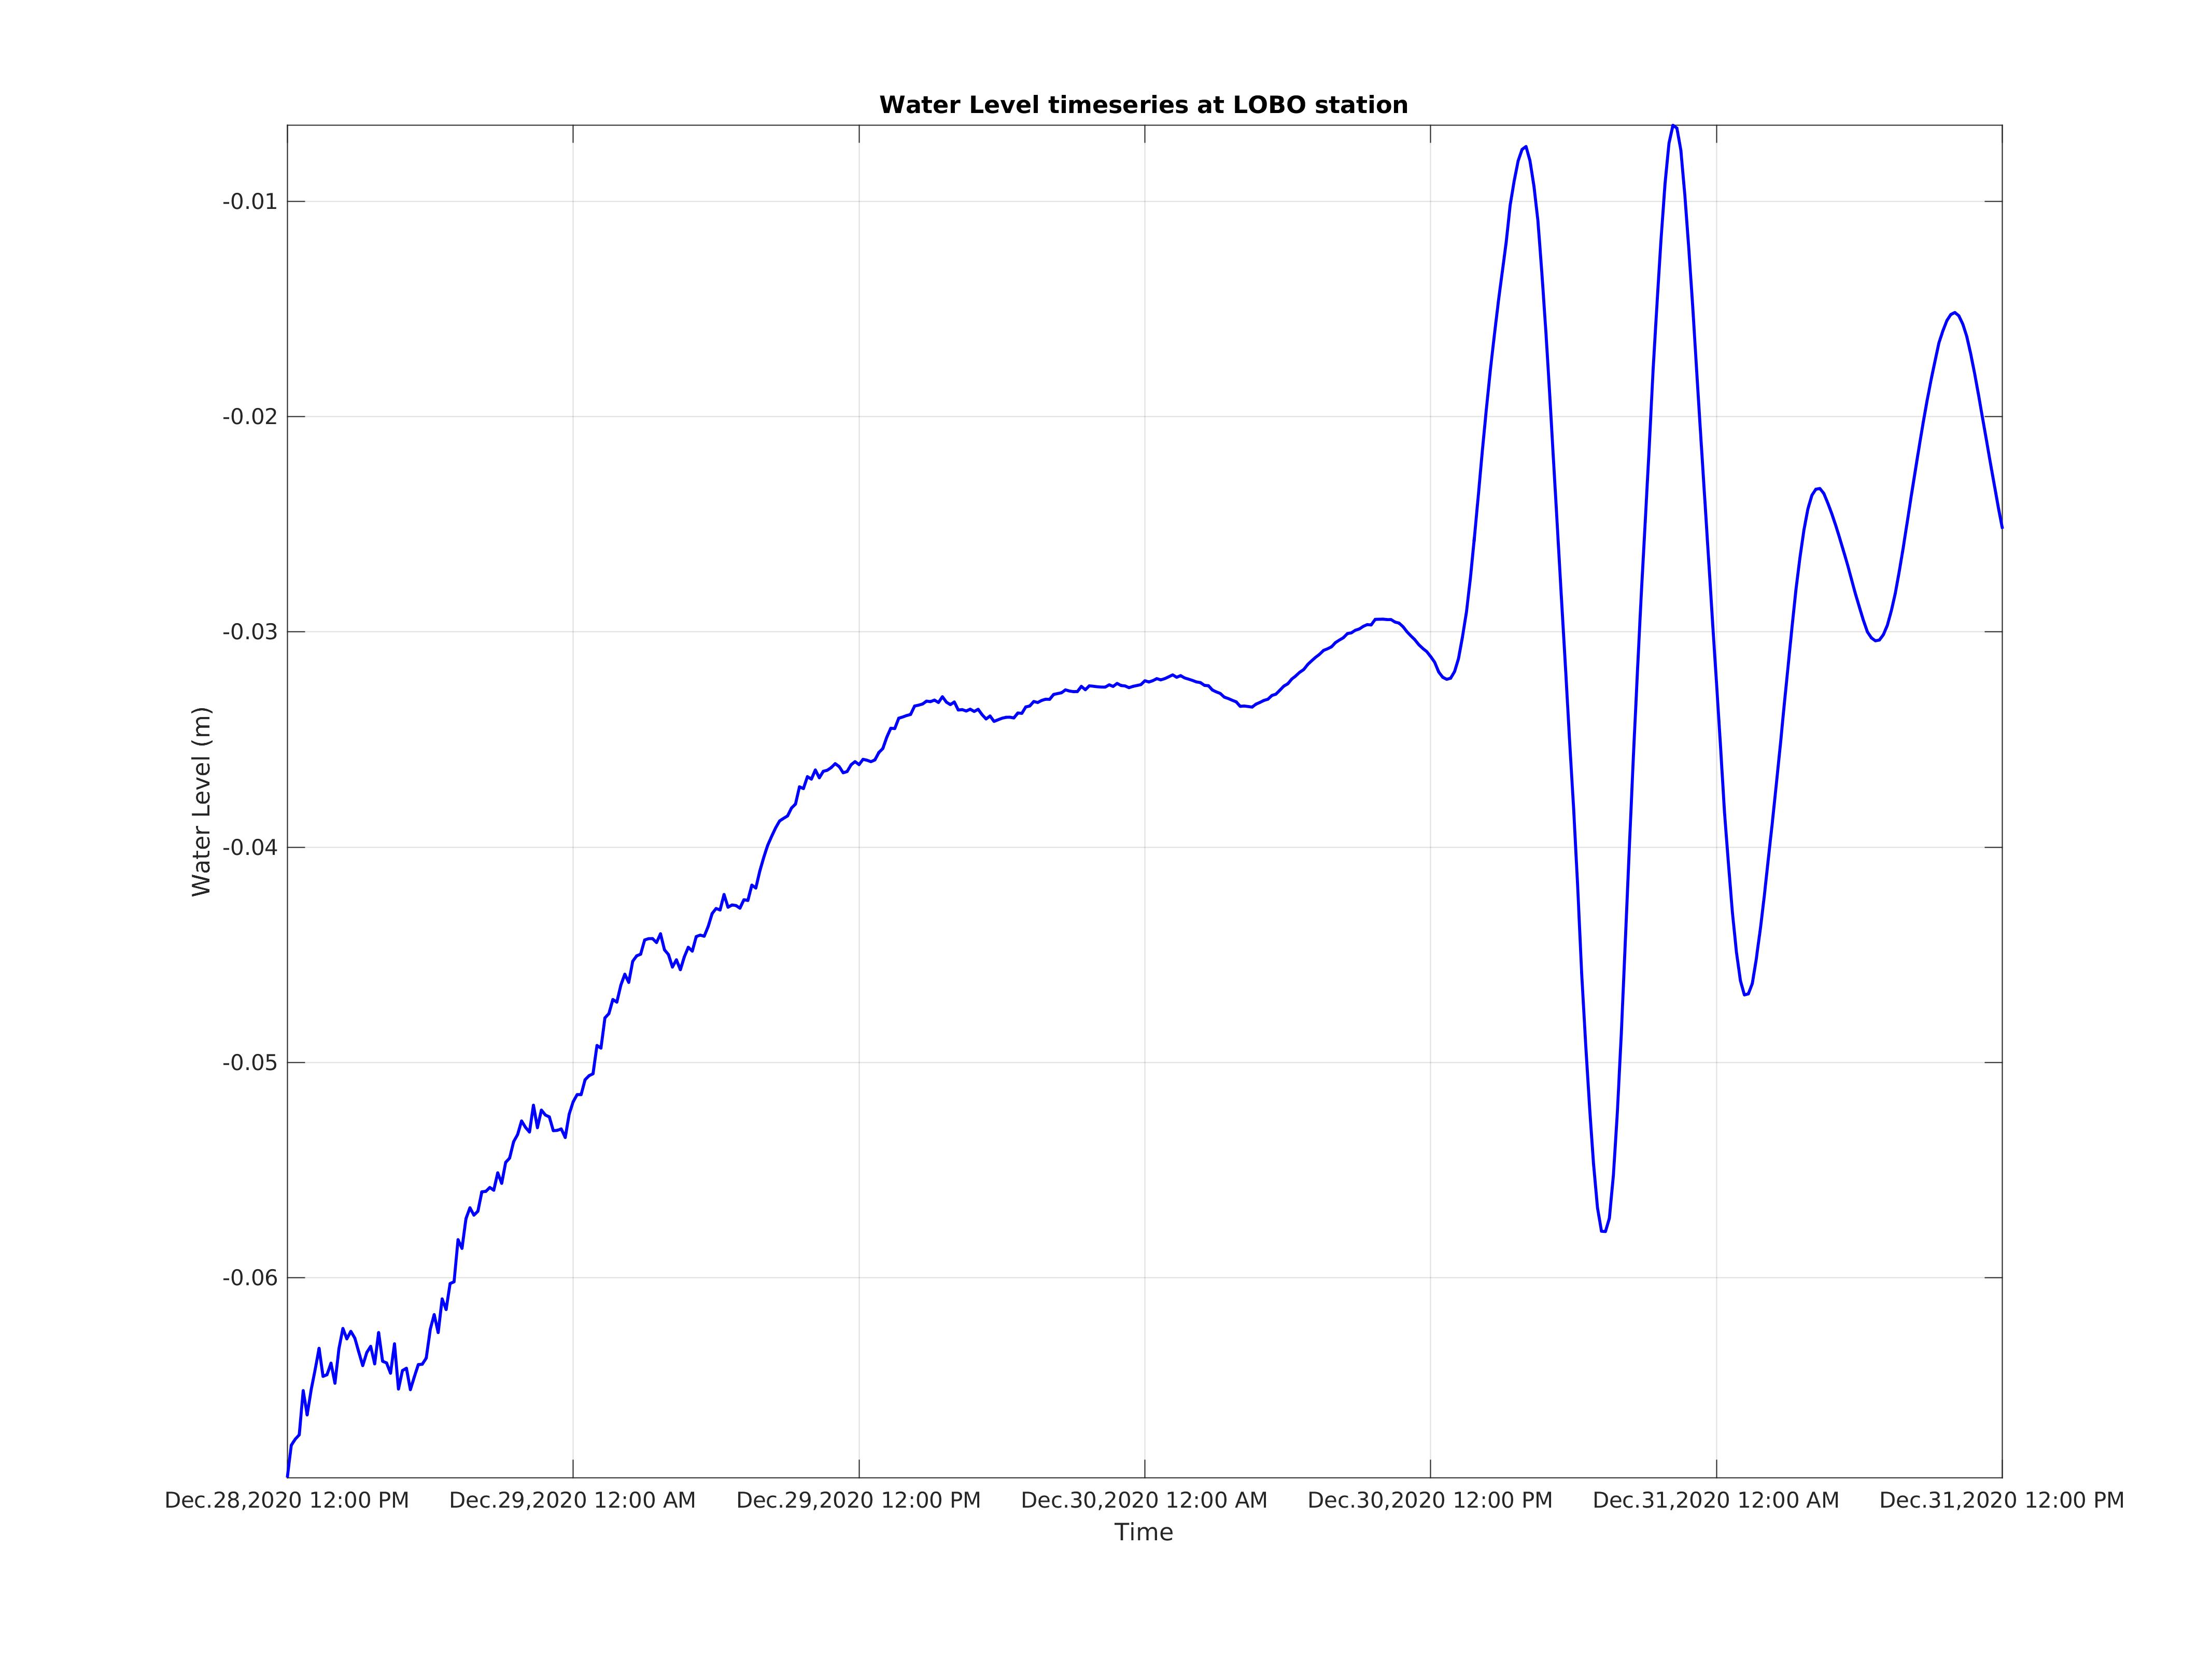 Water Level timeseries at LOBO station
-0.01
-0.02
-0.03
-0.04
-0.05
-0.06
Water Level (m)
Dec.28,2020 12:00 PM
Dec.29,2020 12:00 AM
Dec.29,2020 12:00 PM
Dec.30,2020 12:00 AM
Dec.30,2020 12:00 PM
Dec.31,2020 12:00 AM
Dec.31,2020 12:00 PM
Time